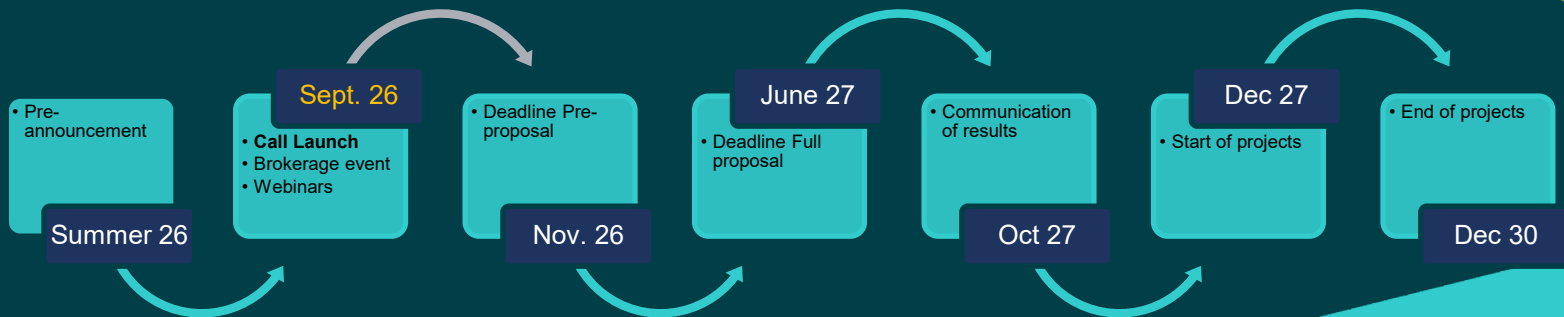 • Pre-
announcement
Summer 26
Sept. 26
• Call Launch
• Brokerage event
• Webinars
• Deadline Pre-
proposal
Nov. 26
June 27
• Deadline Full
proposal
• Communication
of results
Oct 27
Dec 27
• Start of projects
• End of projects
Dec 30